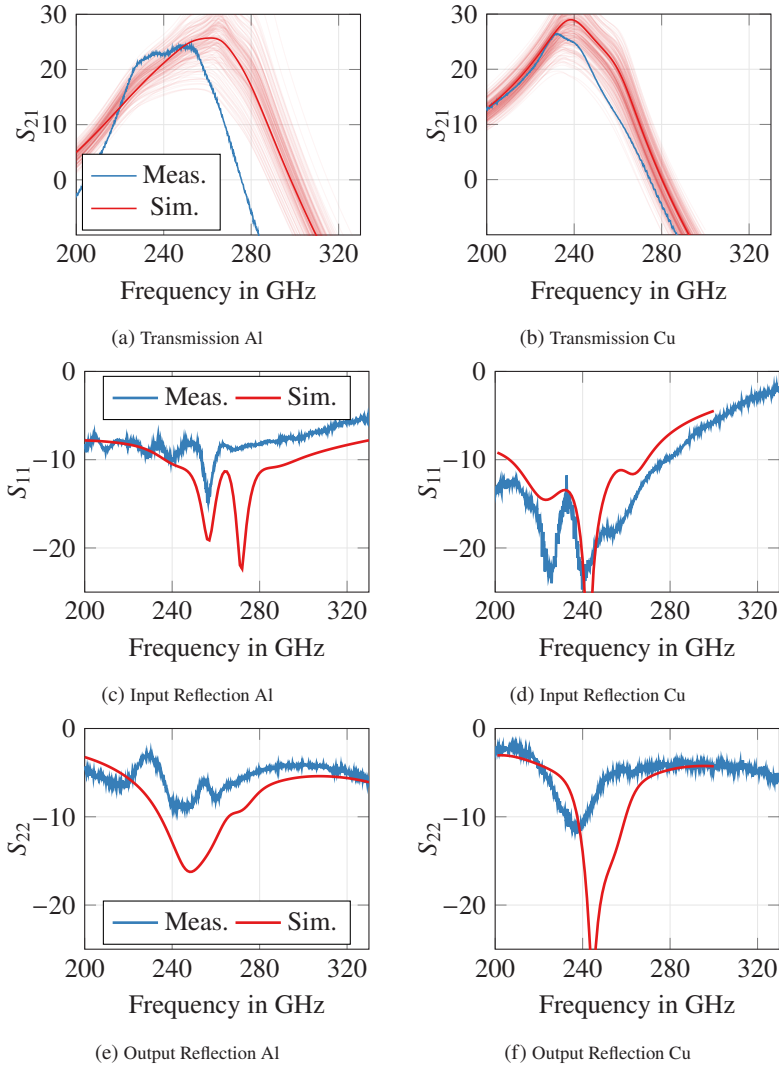 30
20
10
0
S21
Meas.
Sim.
200 240 280 320
Frequency in GHz
(a) Transmission Al
30
20
10
0
S21
200 240 280 320
Frequency in GHz
(b) Transmission Cu
0
−10
−20
S11
Meas. Sim.
200 240 280 320
Frequency in GHz
(c) Input Reflection Al
0
−10
−20
S11
200 240 280 320
Frequency in GHz
(d) Input Reflection Cu
0
−10
−20
S22
Meas. Sim.
200 240 280 320
Frequency in GHz
(e) Output Reflection Al
0
−10
−20
S22
200 240 280 320
Frequency in GHz
(f) Output Reflection Cu